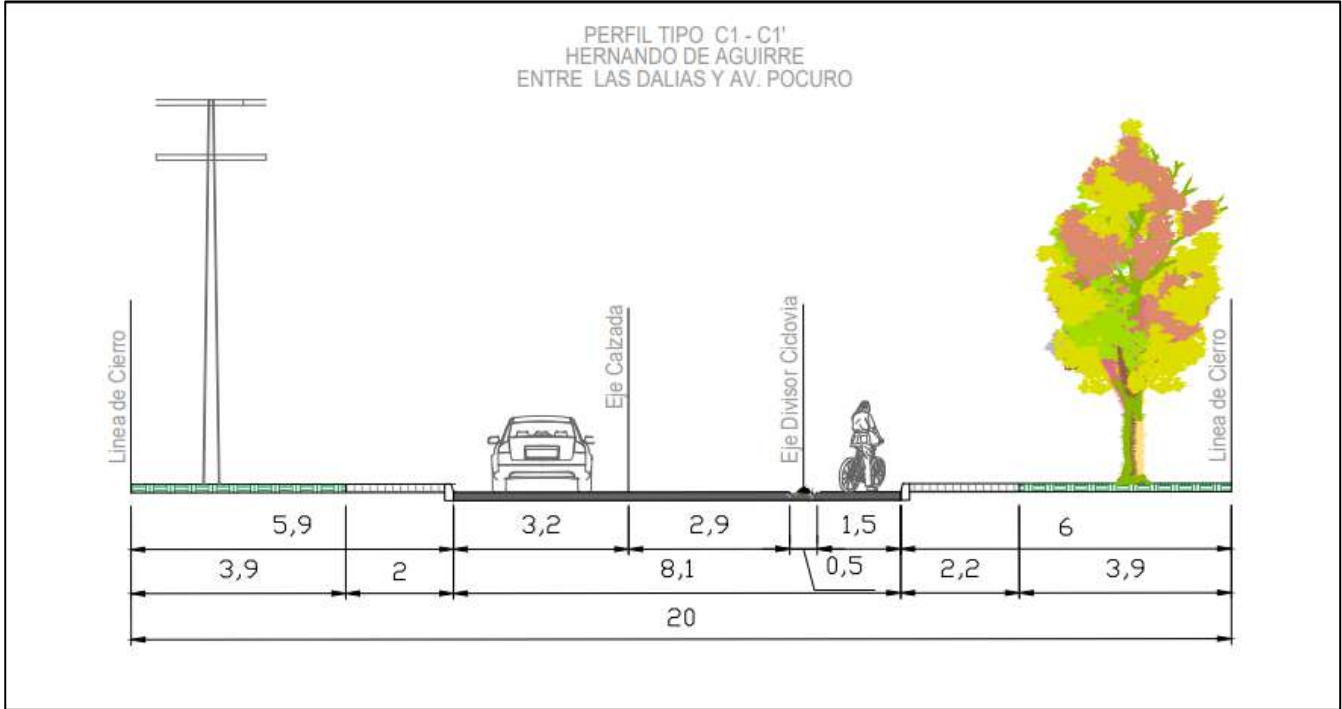 PERFIL TIPO C1 - C1'
HERNANDO DE AGUIRRE
ENTRE LAS DALIAS Y AV. POCURO
Linea de Cierro
Eje Calzada
Eje Divisor Ciclovia
Linea de Cierro
5,9 3,2 2,9 1,5 6
3,9 2 8,1 0,5 2,2 3,9
20